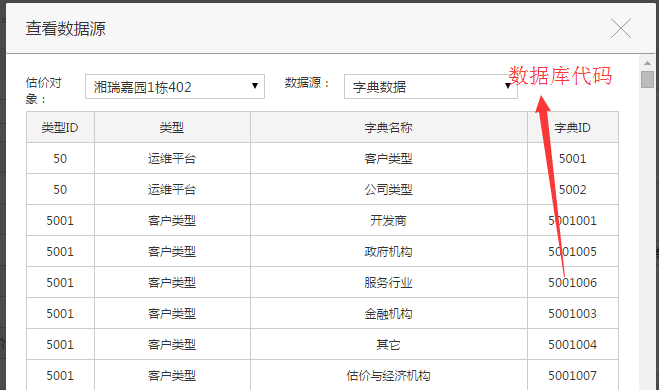 查看数据源
估价对象： 湘瑞嘉园1栋402 数据源： 字典数据 数据库代码
类型ID 类型 字典名称 字典ID
50 运维平台 客户类型 5001
50 运维平台 公司类型 5002
5001 客户类型 开发商 5001001
5001 客户类型 政府机构 5001005
5001 客户类型 服务行业 5001006
5001 客户类型 金融机构 5001003
5001 客户类型 其它 5001004
5001 客户类型 估价与经济机构 5001007